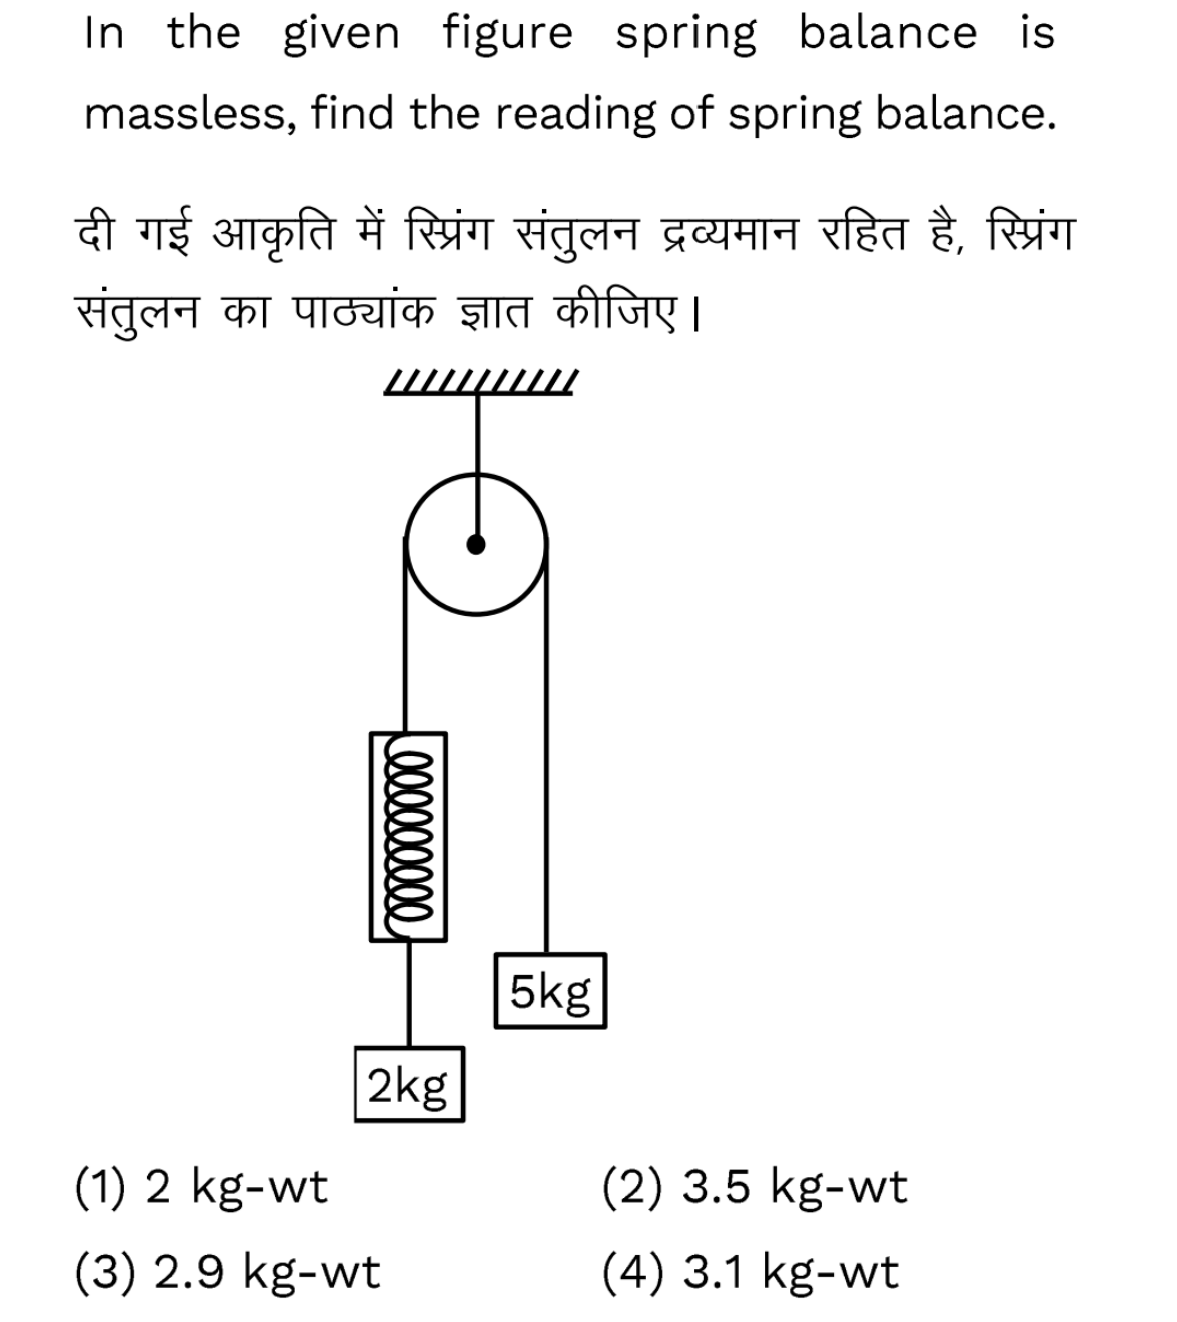 In the given figure spring balance is
massless, find the reading of spring balance.
दी गई आकृति में स्प्रिंग संतुलन द्रव्यमान रहित है, स्प्रिंग
संतुलन का पाठ्यांक ज्ञात कीजिए।
5kg
2kg
(1) 2 kg-wt (2) 3.5 kg-wt
(3) 2.9 kg-wt (4) 3.1 kg-wt